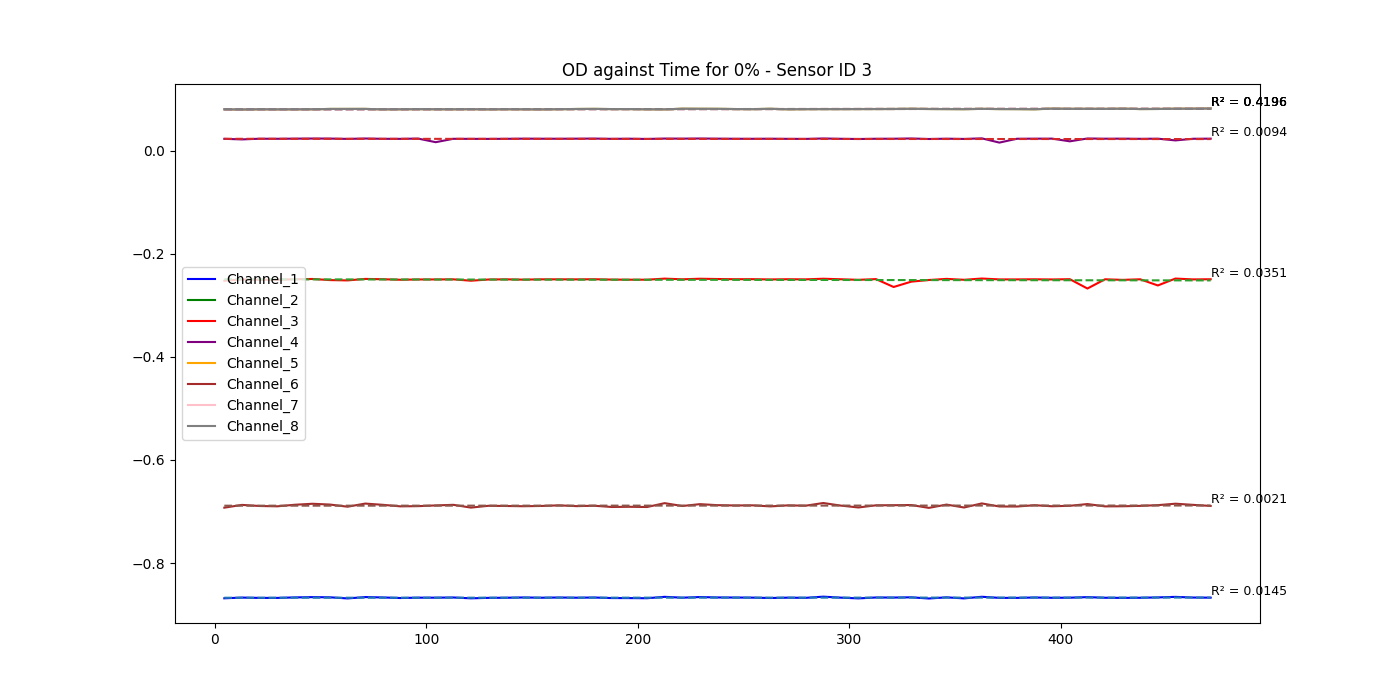 OD against Time for 0% - Sensor ID 3
R² = 0.4196
R² = 0.0094
0.0
−0.2
R² = 0.0351
Channel_1
Channel_2
Channel_3
Channel_4
Channel_5
Channel_6
Channel_7
Channel_8
−0.4
−0.6
R² = 0.0021
−0.8
R² = 0.0145
0
100
200
300
400